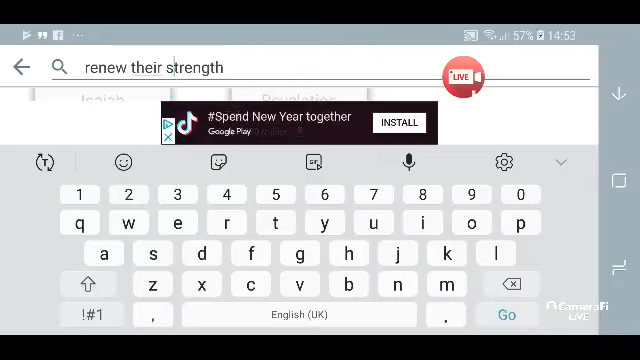 57% 14:53
renew their strength
LIVE
Isaiah
Revelation
#Spend New Year together
Google Play
INSTALL
GIF
1 2 3 4 5 6 7 8 9 0
q w e r t y u i o p
a s d f g h j k l
z x c v b n m
!#1 , English (UK) . Go
CameraFi
LIVE